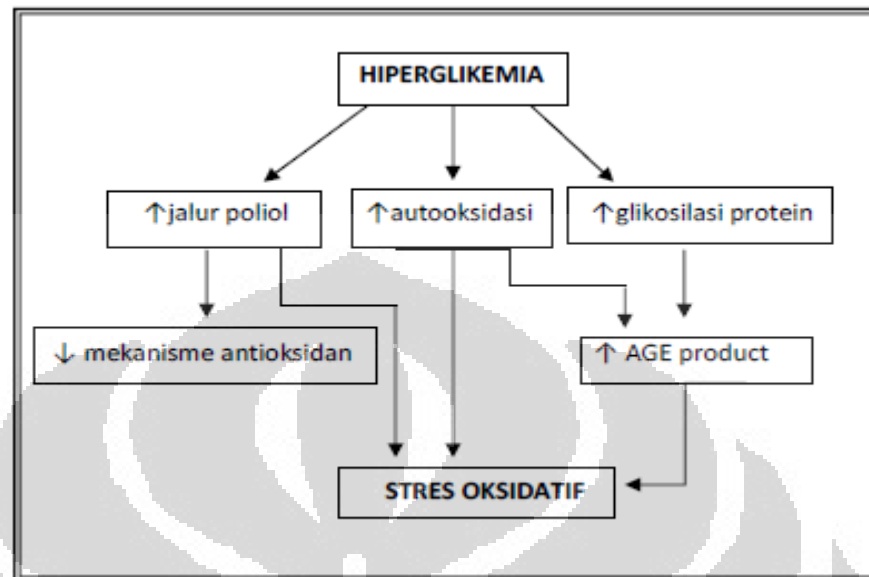 HIPERGLIKEMIA
↑jalur poliol
↑autooksidasi
↑glikosilasi protein
↓ mekanisme antioksidan
↑ AGE product
STRES OKSIDATIF